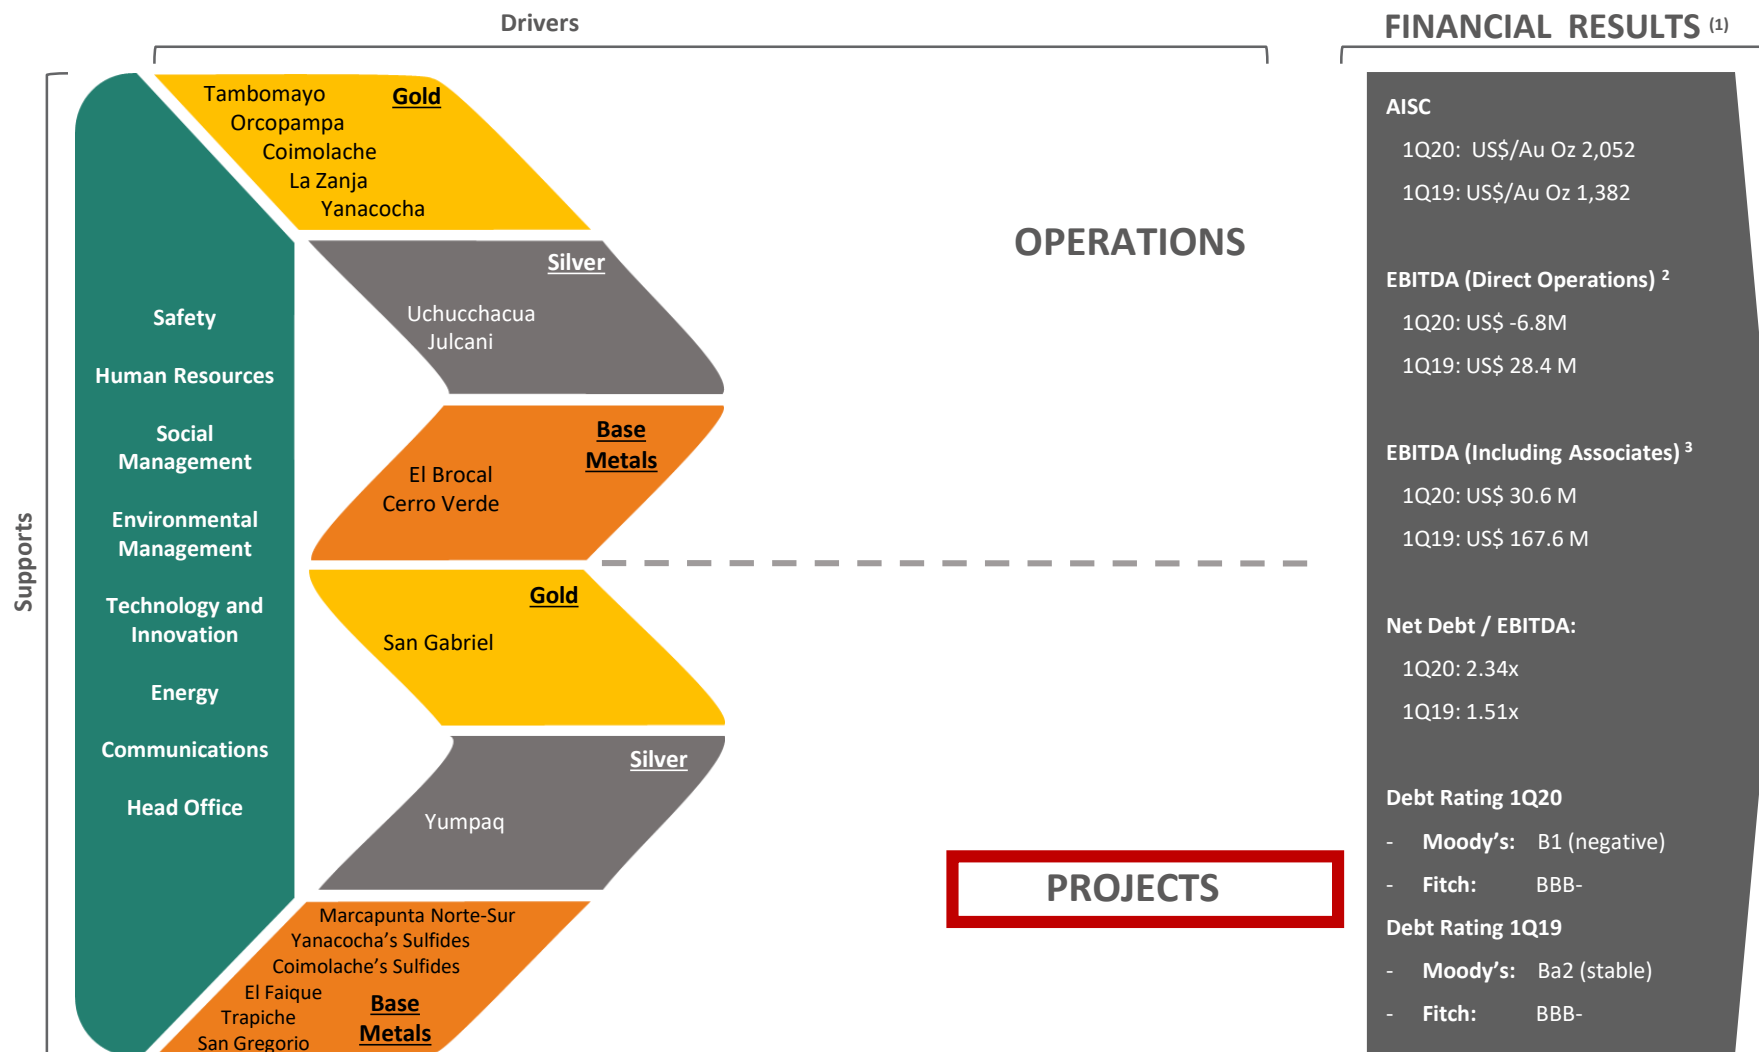 Drivers
FINANCIAL RESULTS (1)
Supports
Safety
Human Resources
Social
Management
Environmental
Management
Technology and
Innovation
Energy
Communications
Head Office
Gold
Tambomayo
Orcopampa
Coimolache
La Zanja
Yanacocha
Silver
Uchucchacua
Julcani
Base
Metals
El Brocal
Cerro Verde
OPERATIONS
Gold
San Gabriel
Silver
Yumpaq
Marcapunta Norte-Sur
Yanacocha’s Sulfides
Coimolache’s Sulfides
El Faique
Trapiche
San Gregorio
Base
Metals
PROJECTS
AISC
1Q20: US$/Au Oz 2,052
1Q19: US$/Au Oz 1,382
EBITDA (Direct Operations) 2
1Q20: US$ -6.8M
1Q19: US$ 28.4 M
EBITDA (Including Associates) 3
1Q20: US$ 30.6 M
1Q19: US$ 167.6 M
Net Debt / EBITDA:
1Q20: 2.34x
1Q19: 1.51x
Debt Rating 1Q20
- Moody’s: B1 (negative)
- Fitch: BBB-
Debt Rating 1Q19
- Moody’s: Ba2 (stable)
- Fitch: BBB-